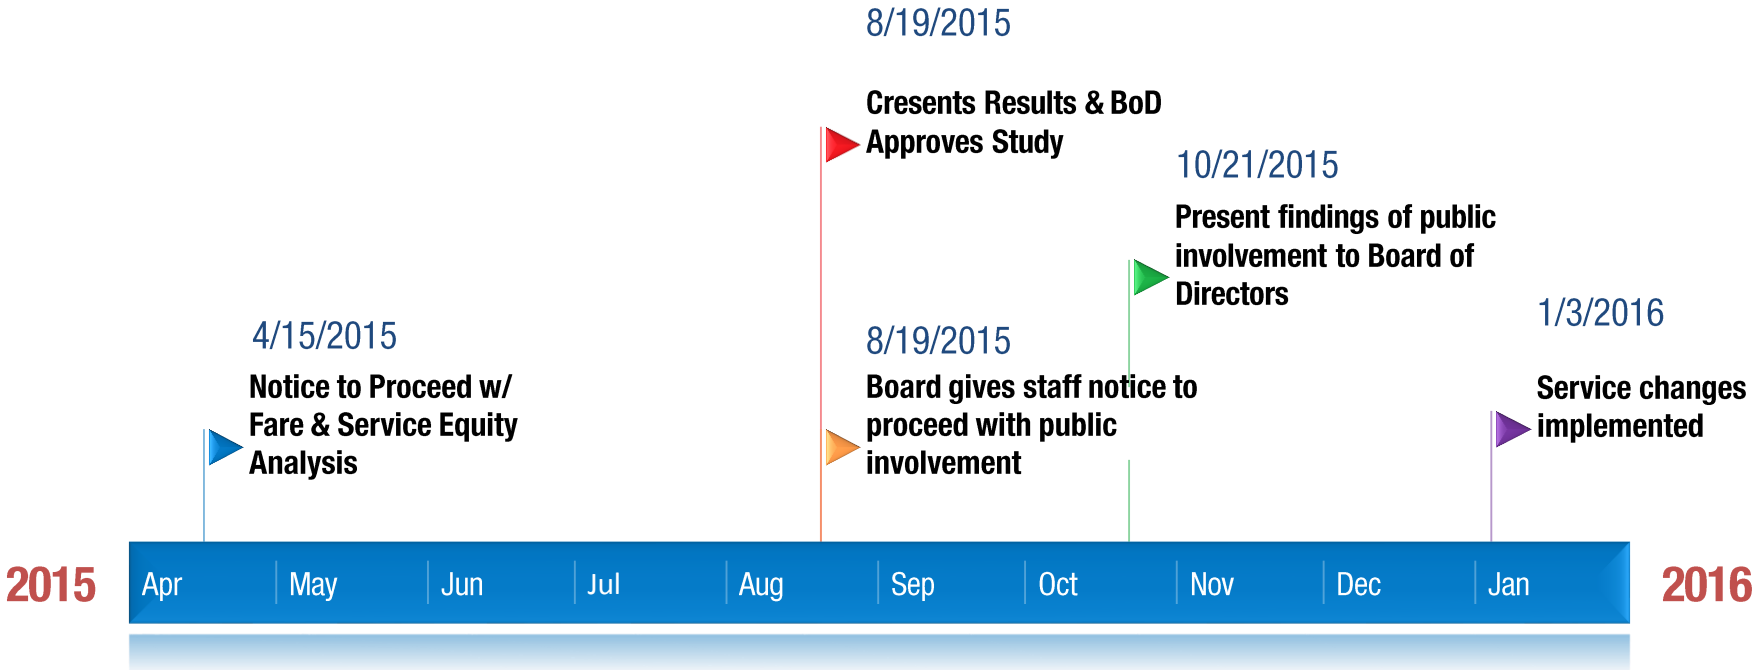 8/19/2015
Cresents Results & BoD
Approves Study
10/21/2015
Present findings of public
involvement to Board of
Directors
1/3/2016
Service changes
implemented
4/15/2015
Notice to Proceed w/
Fare & Service Equity
Analysis
8/19/2015
Board gives staff notice to
proceed with public
involvement
2015
Apr
May
Jun
Jul
Aug
Sep
Oct
Nov
Dec
Jan
2016